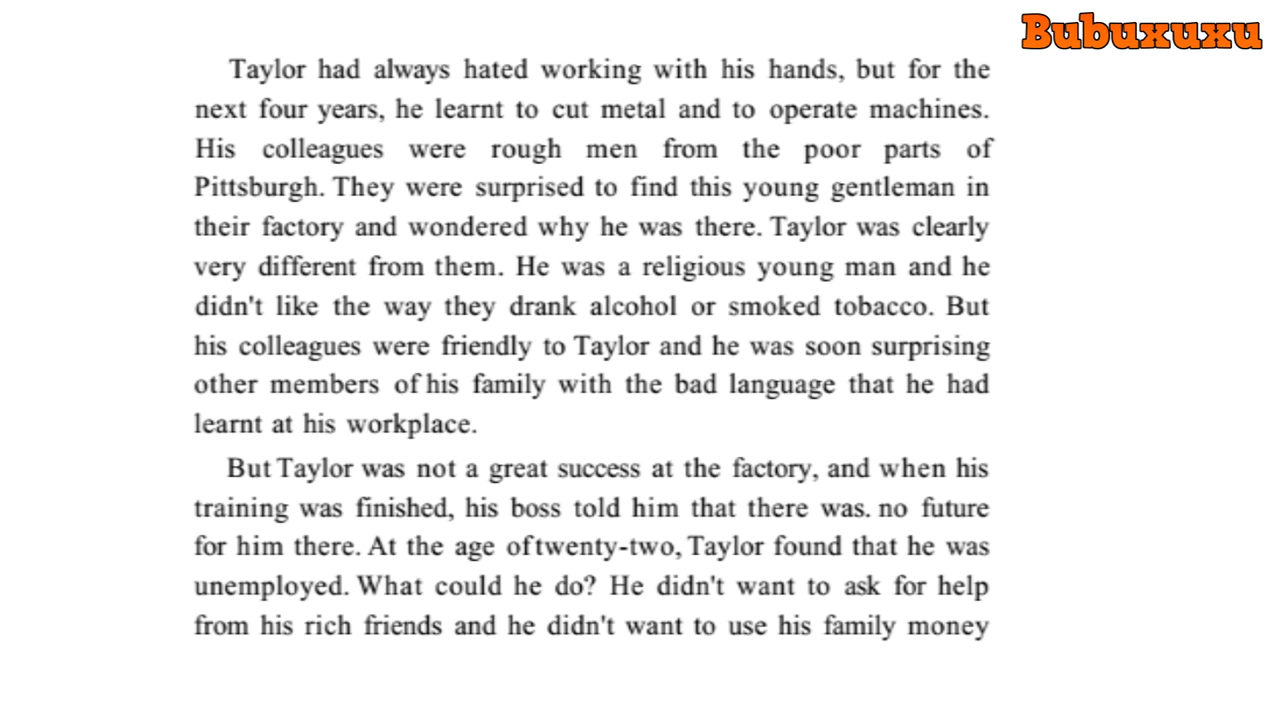 Bubuxuxu
Taylor had always hated working with his hands, but for the
next four years, he learnt to cut metal and to operate machines.
His colleagues were rough men from the poor parts of
Pittsburgh. They were surprised to find this young gentleman in
their factory and wondered why he was there. Taylor was clearly
very different from them. He was a religious young man and he
didn't like the way they drank alcohol or smoked tobacco. But
his colleagues were friendly to Taylor and he was soon surprising
other members of his family with the bad language that he had
learnt at his workplace.
But Taylor was not a great success at the factory, and when his
training was finished, his boss told him that there was. no future
for him there. At the age of twenty-two, Taylor found that he was
unemployed. What could he do? He didn't want to ask for help
from his rich friends and he didn't want to use his family money